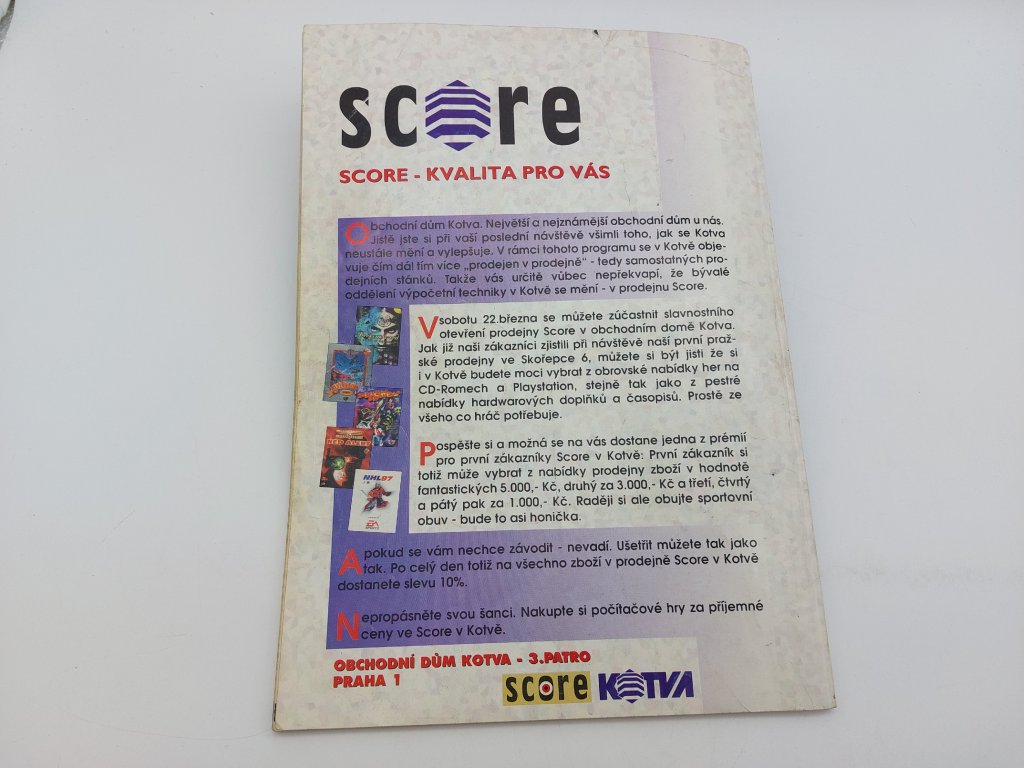 score
SCORE - KVALITA PRO VÁS
Obchodní dům Kotva. Největší a nejznámější obchodní dům u nás.
Jistě jste si při vaší poslední návštěvě všimli toho, jak se Kotva
neustále mění a vylepšuje. V rámci tohoto programu se v Kotvě obje-
vuje čím dál tím více „prodejen v prodejně" - tedy samostatných pro-
dejních stánků. Takže vás určitě vůbec nepřekvapí, že bývalé
oddělení výpočetní techniky v Kotvě se mění - v prodejnu Score.
V sobotu 22.března se můžete zúčastnit slavnostního
otevření prodejny Score v obchodním domě Kotva.
Jak již naši zákazníci zjistili při návštěvě naší první praž-
ské prodejny ve Skořepce 6, můžete si být jisti že si
i v Kotvě budete moci vybrat z obrovské nabídky her na
CD-Romech a Playstation, stejně tak jako z pestré
nabídky hardwarových doplňků a časopisů. Prostě ze
všeho co hráč potřebuje.
RED ALERT
Pospěšte si a možná se na vás dostane jedna z prémií
pro první zákazníky Score v Kotvě: První zákazník si
totiž může vybrat z nabídky prodejny zboží v hodnotě
fantastických 5.000,- Kč, druhý za 3.000,- Kč a třetí, čtvrtý
a pátý pak za 1.000,- Kč. Raději si ale obujte sportovní
obuv - bude to asi honička.
NHL97
EA
SPORTS
A pokud se vám nechce závodit - nevadí. Ušetřit můžete tak jako
tak. Po celý den totiž na všechno zboží v prodejně Score v Kotvě
dostanete slevu 10%.
Nepropásněte svou šanci. Nakupte si počítačové hry za příjemné
ceny ve Score v Kotvě.
OBCHODNÍ DŮM KOTVA - 3.PATRO
PRAHA 1
score KOTVA